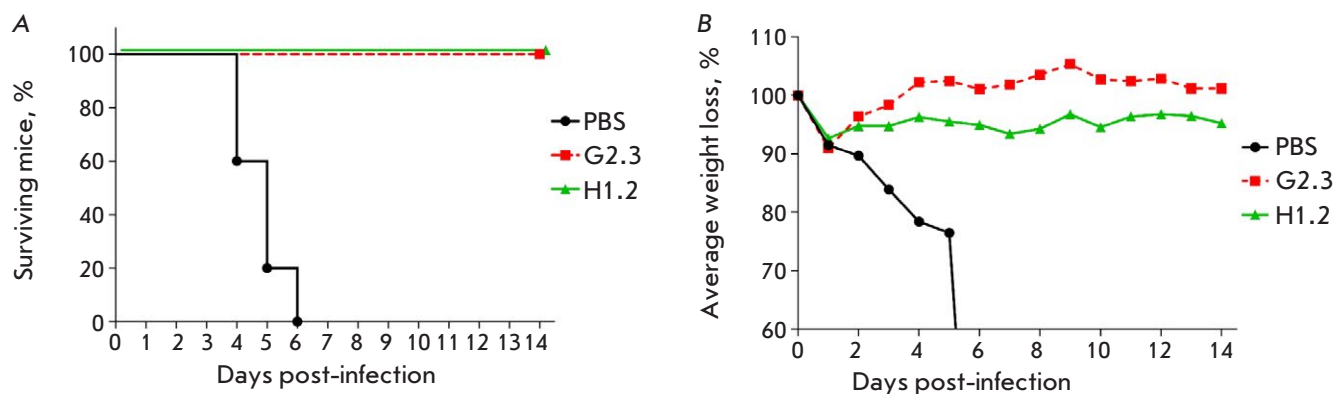 A
Surviving mice, %
100
80
60
40
20
0
0 1 2 3 4 5 6 7 8 9 10 11 12 13 14
Days post-infection
PBS
G2.3
H1.2
B
Average weight loss, %
110
100
90
80
70
60
0 2 4 6 8 10 12 14
Days post-infection
PBS
G2.3
H1.2